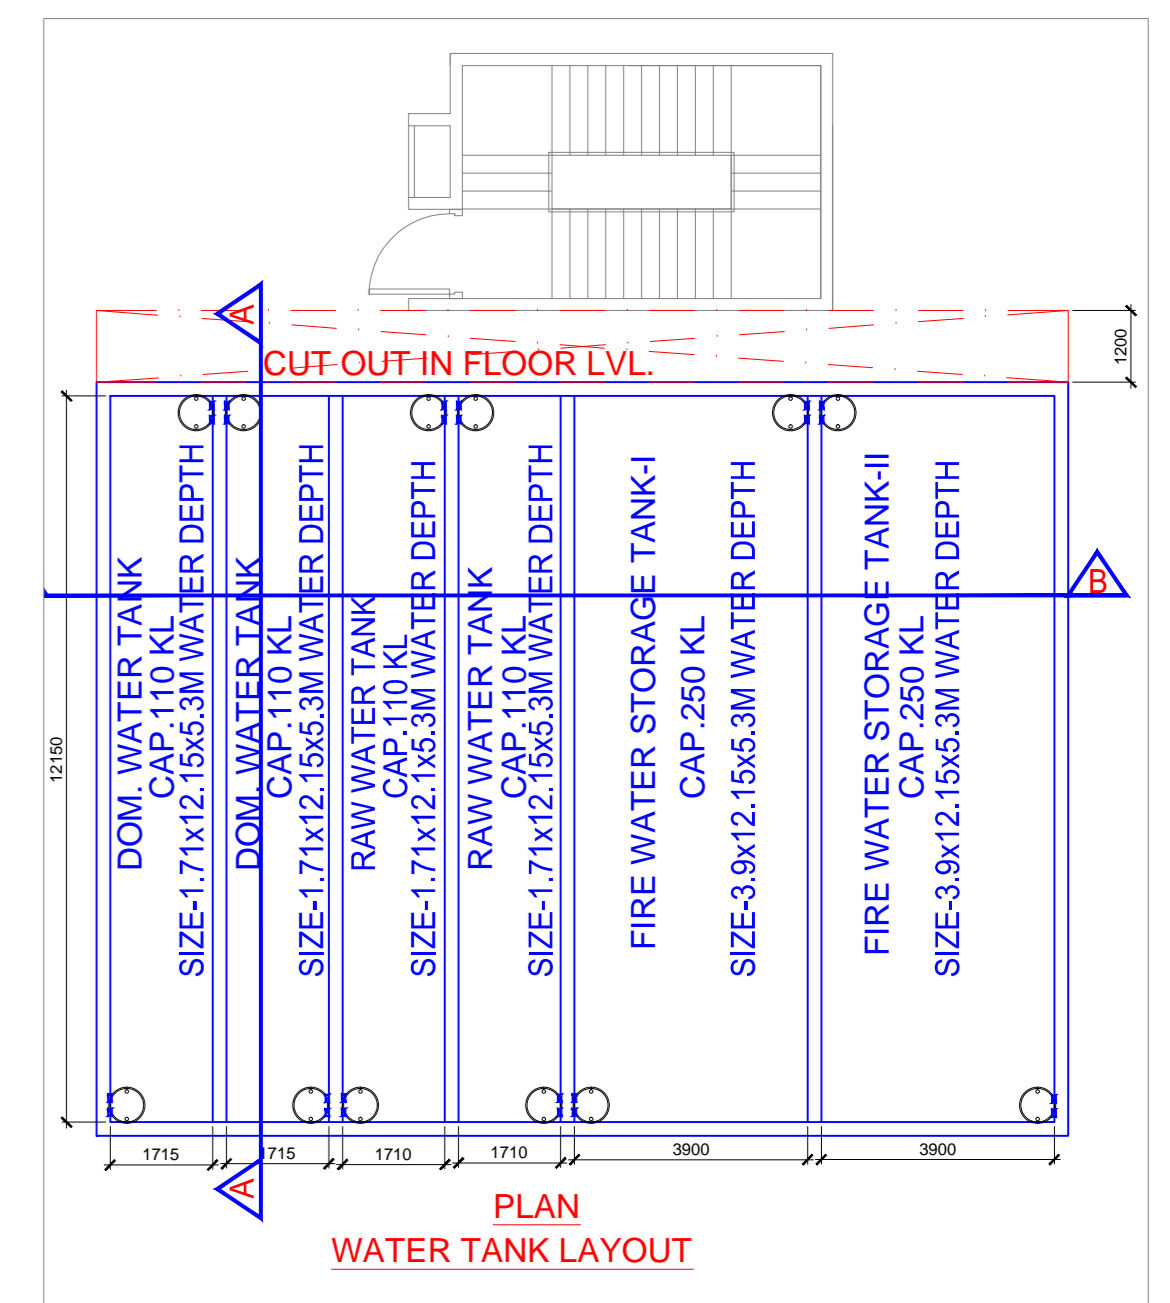 A
1200
CUT OUT IN FLOOR LVL.
DOM. WATER TANK
CAP.110 KL
SIZE-1.71x12.15x5.3M WATER DEPTH
DOM. WATER TANK
CAP.110 KL
SIZE-1.71x12.15x5.3M WATER DEPTH
RAW WATER TANK
CAP.110 KL
SIZE-1.71x12.1x5.3M WATER DEPTH
RAW WATER TANK
CAP.110 KL
SIZE-1.71x12.15x5.3M WATER DEPTH
FIRE WATER STORAGE TANK-I
CAP.250 KL
SIZE-3.9x12.15x5.3M WATER DEPTH
FIRE WATER STORAGE TANK-II
CAP.250 KL
SIZE-3.9x12.15x5.3M WATER DEPTH
B
12150
1715
1715
1710
1710
3900
3900
A
PLAN
WATER TANK LAYOUT